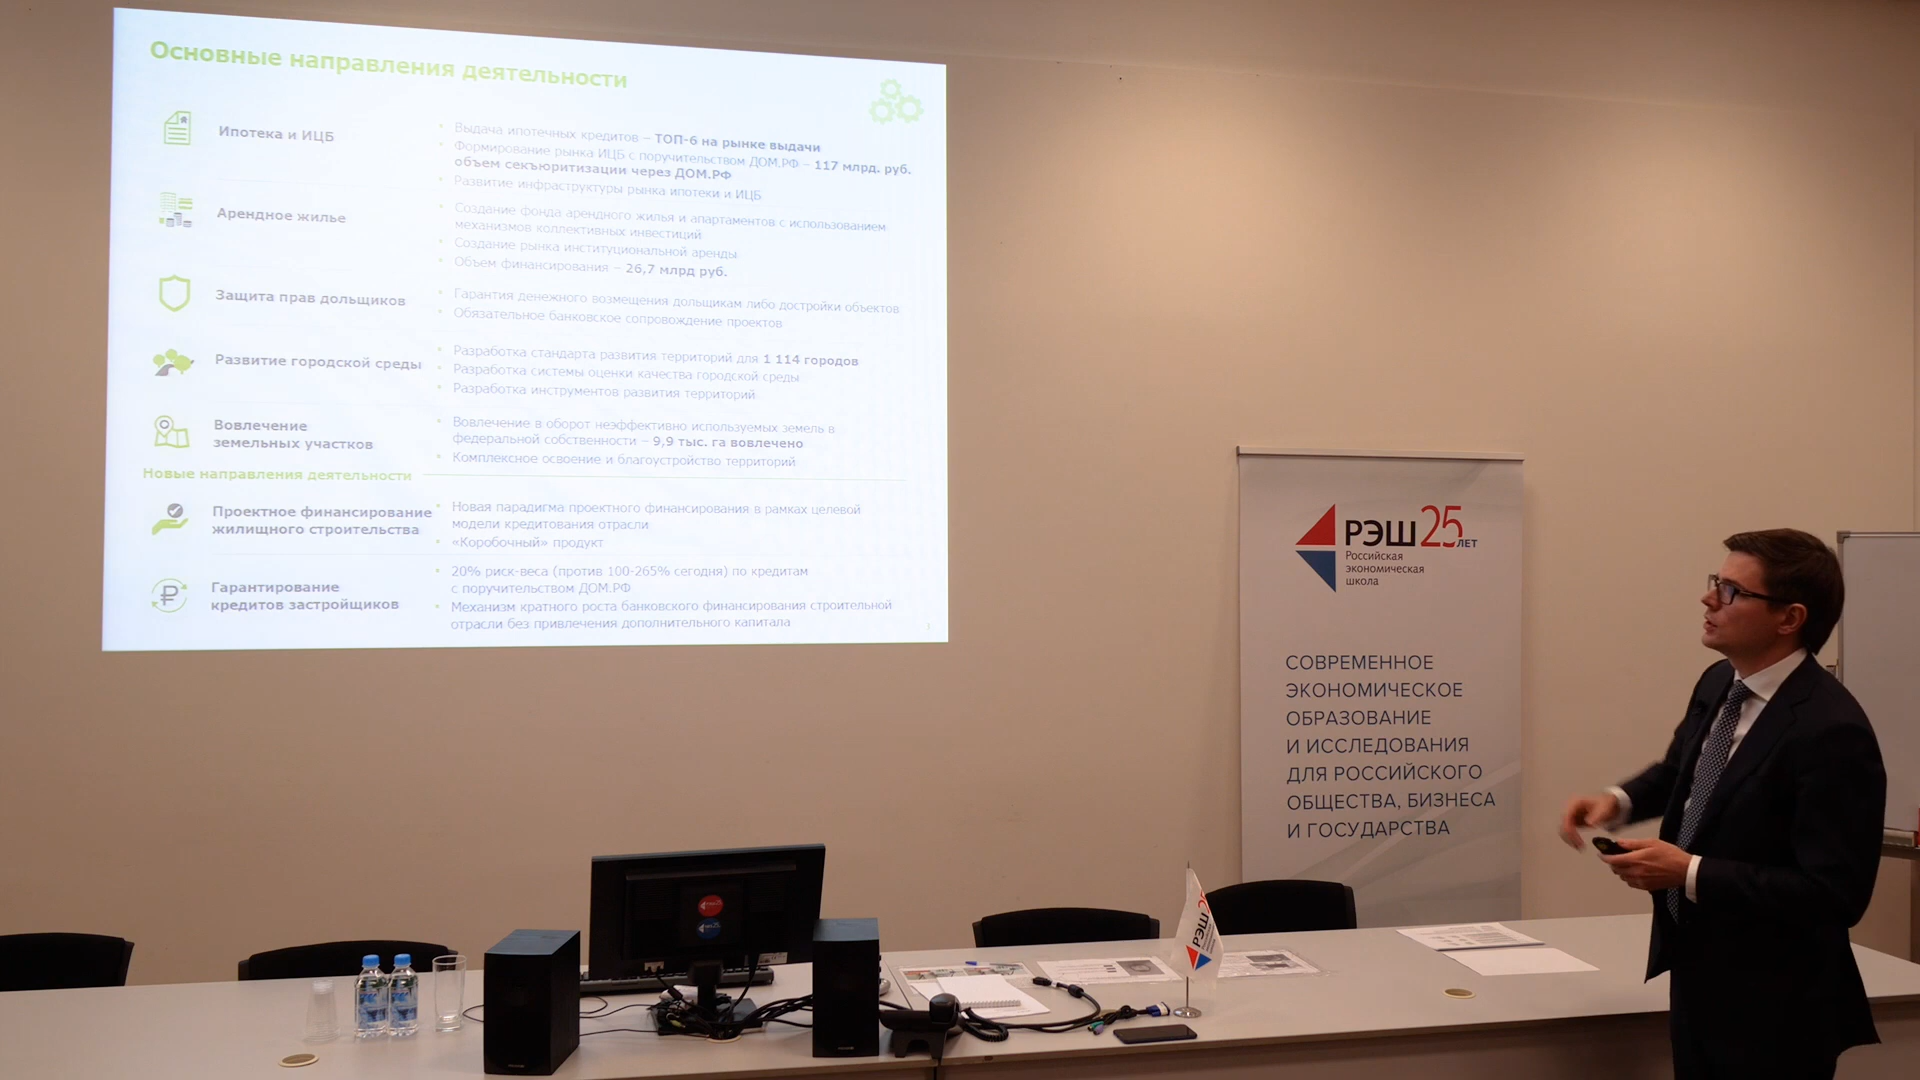 Основные направления деятельности
Ипотека и ИЦБ
• Выдача ипотечных кредитов – ТОП-6 на рынке выдачи
• Формирование рынка ИЦБ с поручительством ДОМ.РФ – 117 млрд. руб.
объем секъюритизации через ДОМ.РФ
• Развитие инфраструктуры рынка ипотеки и ИЦБ
Арендное жилье
• Создание фонда арендного жилья и апартаментов с использованием
механизмов коллективных инвестиций
• Создание рынка институциональной аренды
• Объем финансирования – 26,7 млрд руб.
Защита прав дольщиков
• Гарантия денежного возмещения дольщикам либо достройки объектов
• Обязательное банковское сопровождение проектов
Развитие городской среды
• Разработка стандарта развития территорий для 1 114 городов
• Разработка системы оценки качества городской среды
• Разработка инструментов развития территорий
Вовлечение
земельных участков
• Вовлечение в оборот неэффективно используемых земель в
федеральной собственности – 9,9 тыс. га вовлечено
• Комплексное освоение и благоустройство территорий
Новые направления деятельности
Проектное финансирование
жилищного строительства
• Новая парадигма проектного финансирования в рамках целевой
модели кредитования отрасли
• «Коробочный» продукт
Гарантирование
кредитов застройщиков
• 20% риск-веса (против 100-265% сегодня) по кредитам
с поручительством ДОМ.РФ
• Механизм кратного роста банковского финансирования строительной
отрасли без привлечения дополнительного капитала
3
РЭШ 25 ЛЕТ
Российская
экономическая
школа
СОВРЕМЕННОЕ
ЭКОНОМИЧЕСКОЕ
ОБРАЗОВАНИЕ
И ИССЛЕДОВАНИЯ
ДЛЯ РОССИЙСКОГО
ОБЩЕСТВА, БИЗНЕСА
И ГОСУДАРСТВА
РЭШ